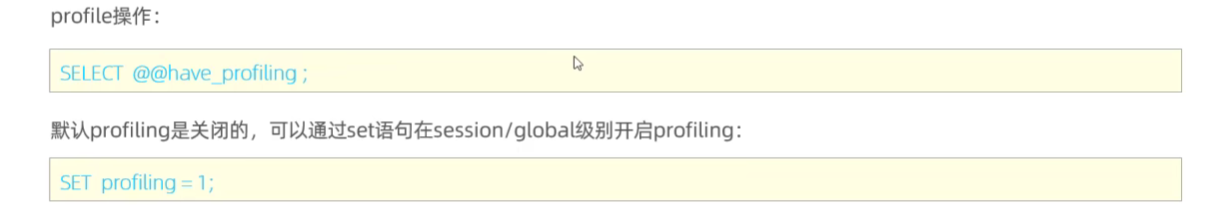 profile操作：
SELECT @@have_profiling ;
默认profiling是关闭的，可以通过set语句在session/global级别开启profiling：
SET profiling = 1;